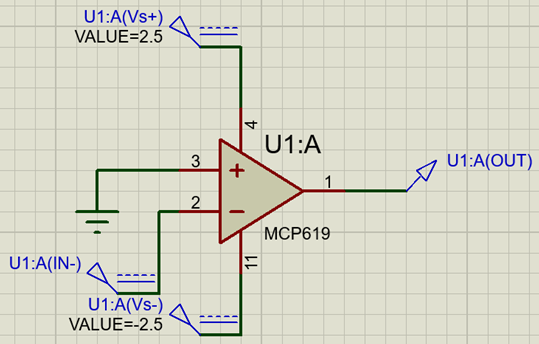 U1:A(Vs+)
VALUE=2.5
4
U1:A
3
+
1
U1:A(OUT)
2
−
MCP619
U1:A(IN-)
11
U1:A(Vs-)
VALUE=-2.5